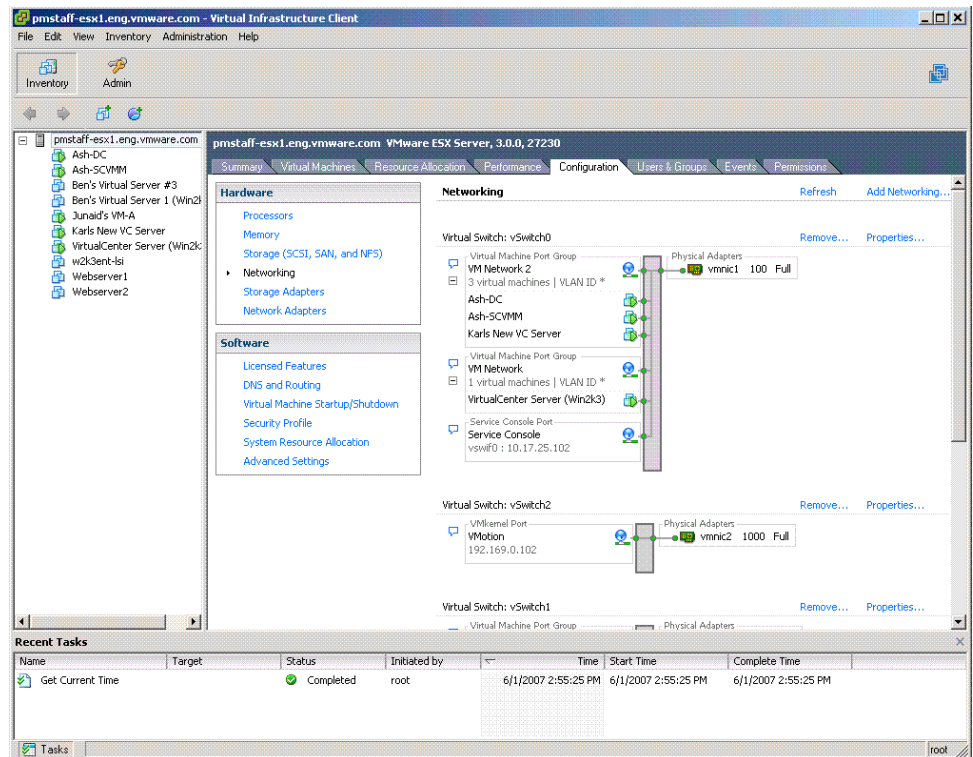 pmstaff-esx1.eng.vmware.com - Virtual Infrastructure Client
File Edit View Inventory Administration Help
Inventory Admin
pmstaff-esx1.eng.vmware.com
Ash-DC
Ash-SCVMM
Ben's Virtual Server #3
Ben's Virtual Server 1 (Win2k
Junaid's VM-A
Karls New VC Server
VirtualCenter Server (Win2k
w2k3ent-lsi
Webserver1
Webserver2
pmstaff-esx1.eng.vmware.com VMware ESX Server, 3.0.0, 27230
Summary Virtual Machines Resource Allocation Performance Configuration Users & Groups Events Permissions
Hardware
Processors
Memory
Storage (SCSI, SAN, and NFS)
Networking
Storage Adapters
Network Adapters
Software
Licensed Features
DNS and Routing
Virtual Machine Startup/Shutdown
Security Profile
System Resource Allocation
Advanced Settings
Networking Refresh Add Networking...
Virtual Switch: vSwitch0 Remove... Properties...
Virtual Machine Port Group Physical Adapters
VM Network 2 vmnic1 100 Full
3 virtual machines | VLAN ID *
Ash-DC
Ash-SCVMM
Karls New VC Server
Virtual Machine Port Group
VM Network
1 virtual machines | VLAN ID *
VirtualCenter Server (Win2k3)
Service Console Port
Service Console
vswif0 : 10.17.25.102
Virtual Switch: vSwitch2 Remove... Properties...
VMkernel Port Physical Adapters
VMotion vmnic2 1000 Full
192.169.0.102
Virtual Switch: vSwitch1 Remove... Properties...
Virtual Machine Port Group Physical Adapters
Recent Tasks
Name Target Status Initiated by Time Start Time Complete Time
Get Current Time Completed root 6/1/2007 2:55:25 PM 6/1/2007 2:55:25 PM 6/1/2007 2:55:25 PM
Tasks root